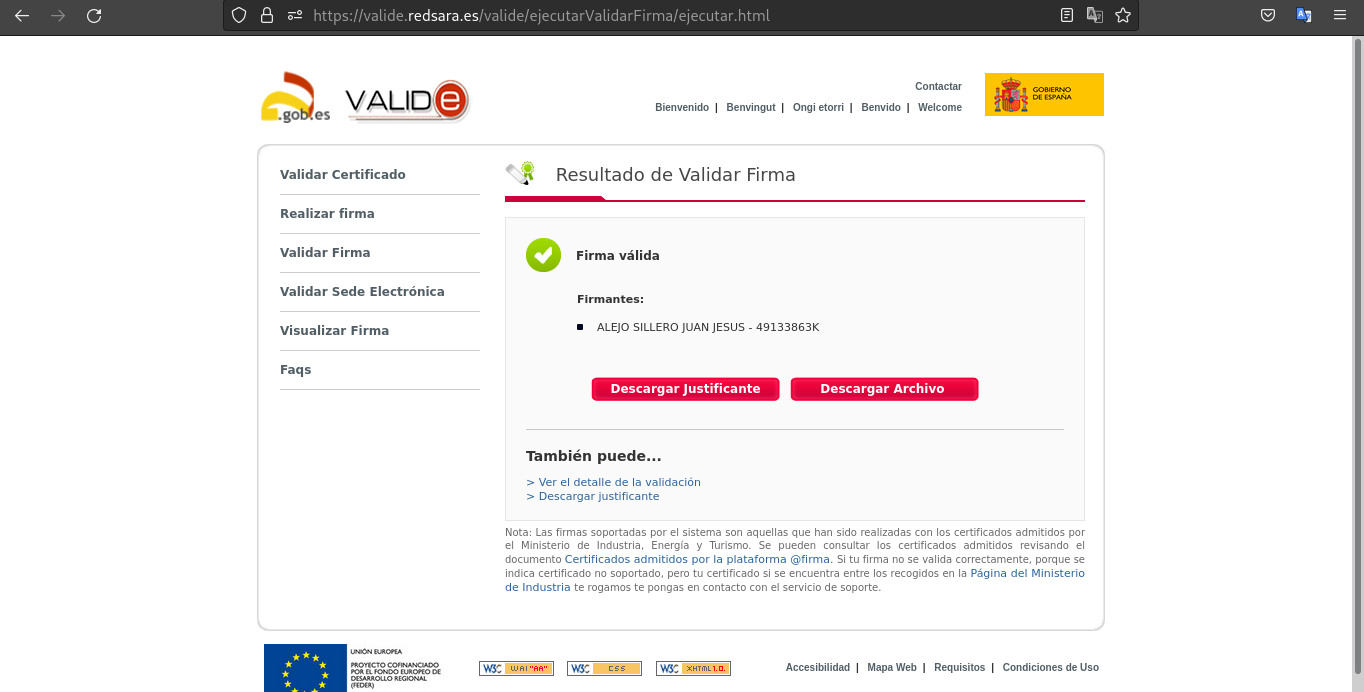 https://valide.redsara.es/valide/ejecutarValidarFirma/ejecutar.html
.gob.es
VALIDe
Contactar
Bienvenido | Benvingut | Ongi etorri | Benvido | Welcome
GOBIERNO
DE ESPAÑA
Validar Certificado
Realizar firma
Validar Firma
Validar Sede Electrónica
Visualizar Firma
Faqs
Resultado de Validar Firma
Firma válida
Firmantes:
ALEJO SILLERO JUAN JESUS - 49133863K
Descargar Justificante
Descargar Archivo
También puede...
> Ver el detalle de la validación
> Descargar justificante
Nota: Las firmas soportadas por el sistema son aquellas que han sido realizadas con los certificados admitidos por
el Ministerio de Industria, Energía y Turismo. Se pueden consultar los certificados admitidos revisando el
documento Certificados admitidos por la plataforma @firma. Si tu firma no se valida correctamente, porque se
indica certificado no soportado, pero tu certificado si se encuentra entre los recogidos en la Página del Ministerio
de Industria te rogamos te pongas en contacto con el servicio de soporte.
UNIÓN EUROPEA
PROYECTO COFINANCIADO
POR EL FONDO EUROPEO DE
DESARROLLO REGIONAL
(FEDER)
W3C WAI "AA"
W3C CSS
W3C XHTML 1.0.
Accesibilidad | Mapa Web | Requisitos | Condiciones de Uso